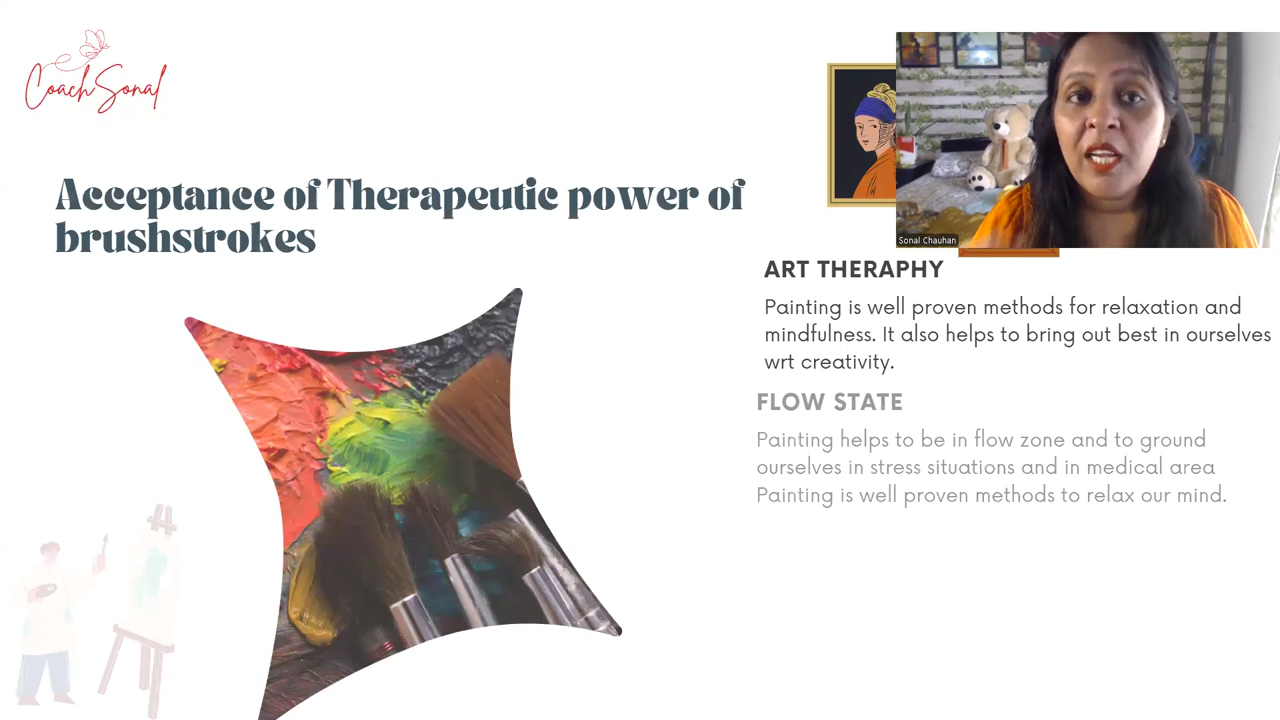 Coach Sonal
Acceptance of Therapeutic power of
brushstrokes
Sonal Chauhan
ART THERAPHY
Painting is well proven methods for relaxation and
mindfulness. It also helps to bring out best in ourselves
wrt creativity.
FLOW STATE
Painting helps to be in flow zone and to ground
ourselves in stress situations and in medical area
Painting is well proven methods to relax our mind.